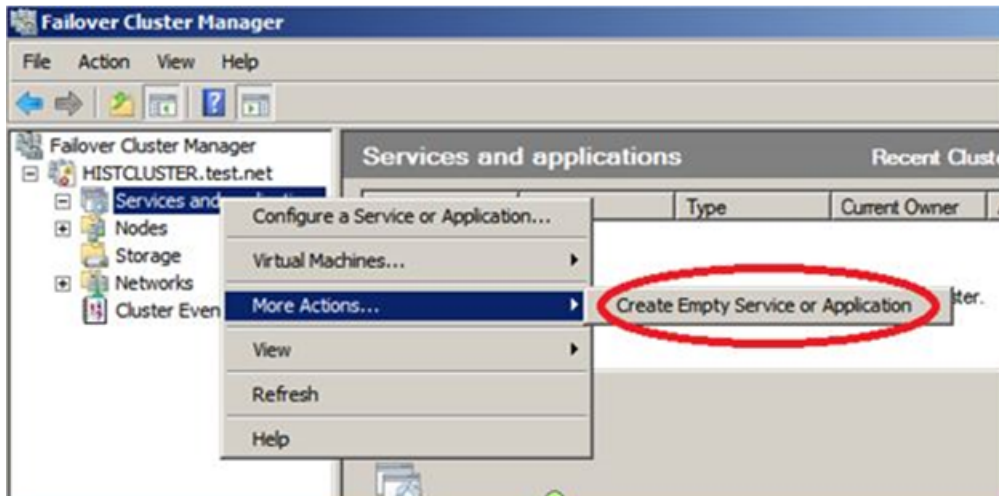 Failover Cluster Manager
File Action View Help
Failover Cluster Manager
HISTCLUSTER.test.net
Services and
Nodes
Storage
Networks
Cluster Even
Services and applications Recent Clust
Type Current Owner
Configure a Service or Application...
Virtual Machines...
More Actions...
View
Refresh
Help
Create Empty Service or Application
ster.